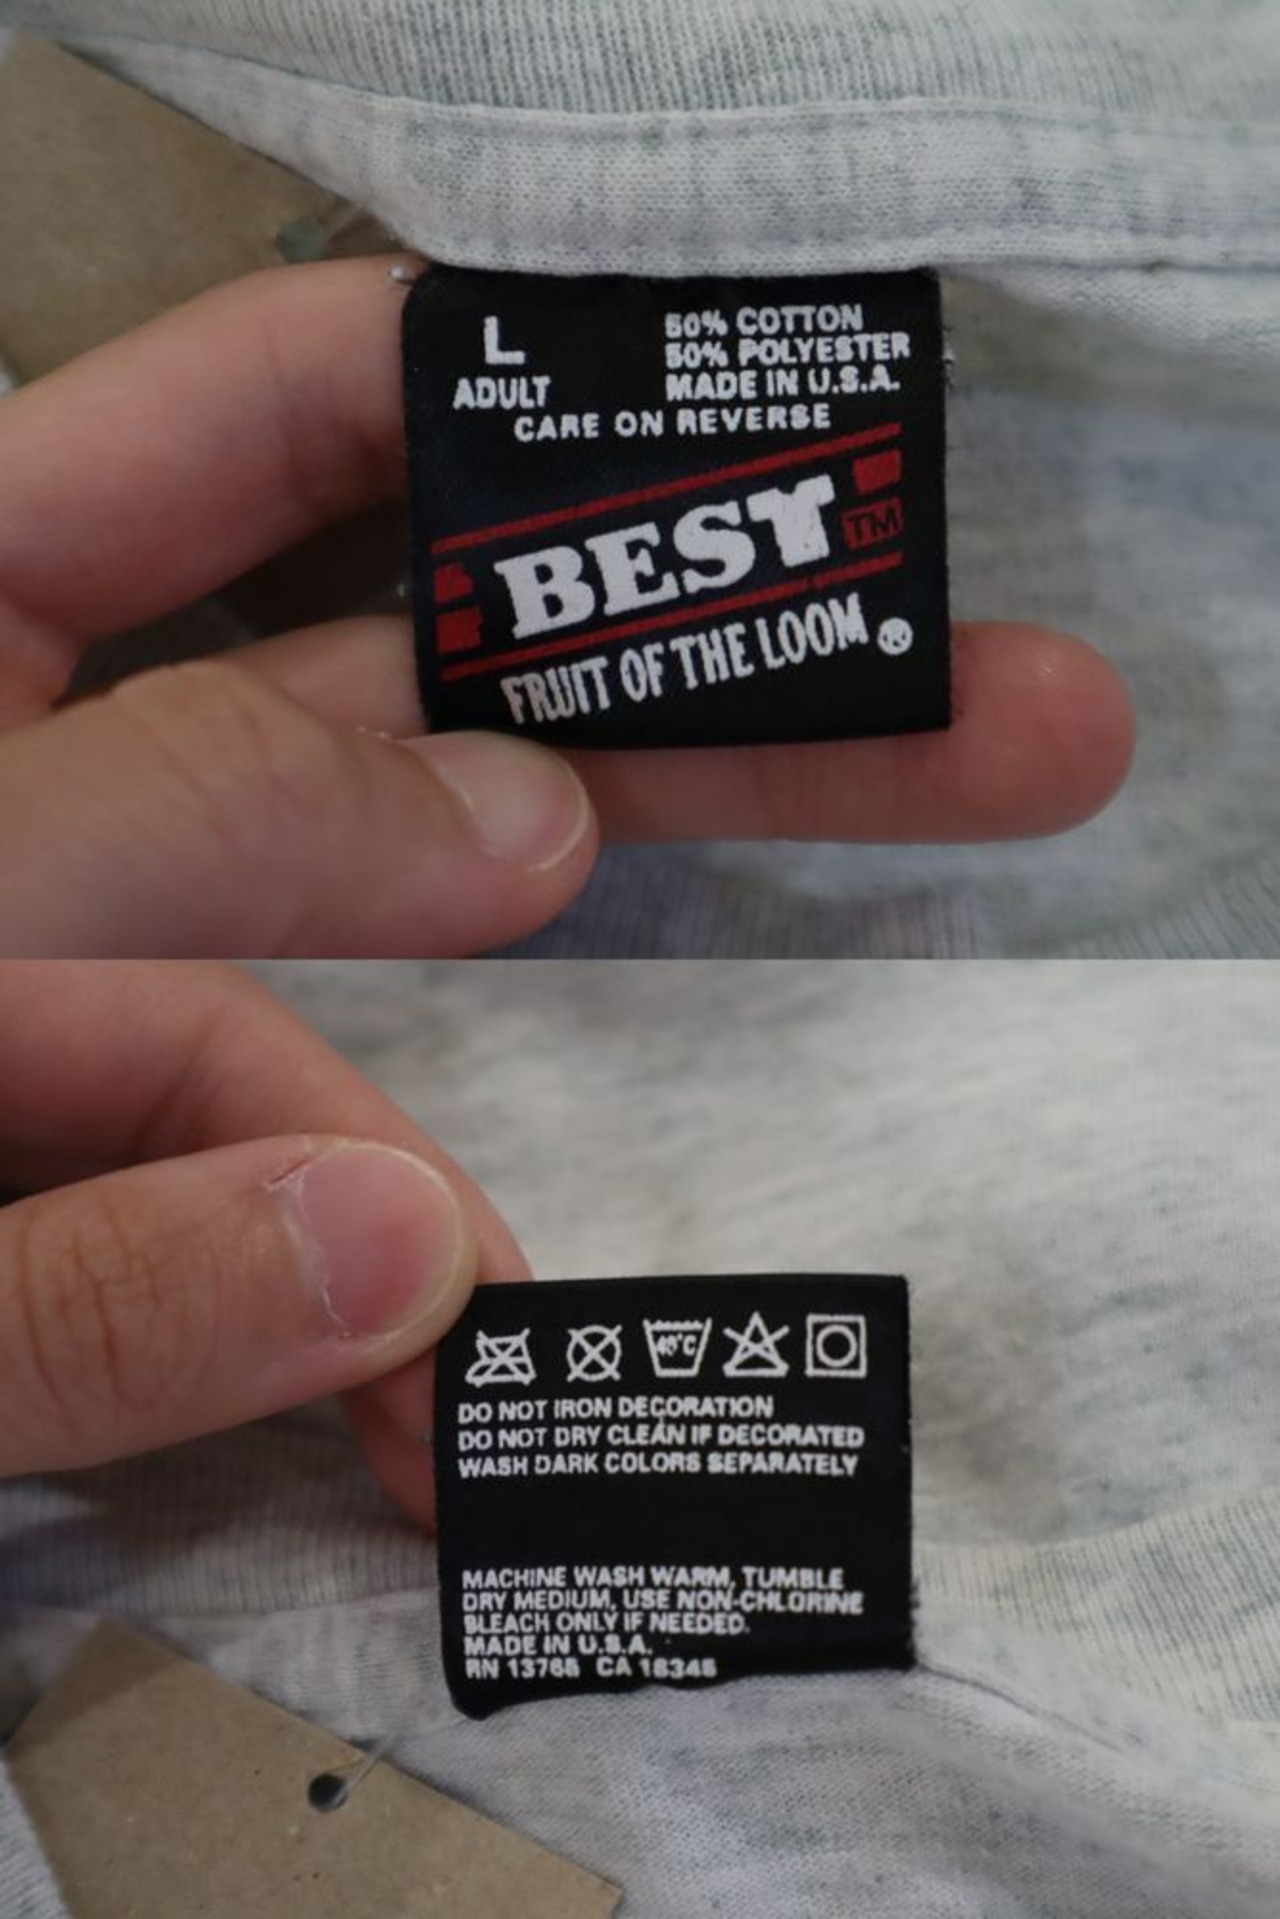 L
ADULT
50% COTTON
50% POLYESTER
MADE IN U.S.A.
CARE ON REVERSE
BEST TM
FRUIT OF THE LOOM ®
40°C
DO NOT IRON DECORATION
DO NOT DRY CLEAN IF DECORATED
WASH DARK COLORS SEPARATELY
MACHINE WASH WARM, TUMBLE
DRY MEDIUM, USE NON-CHLORINE
BLEACH ONLY IF NEEDED.
MADE IN U.S.A.
RN 13765 CA 16346